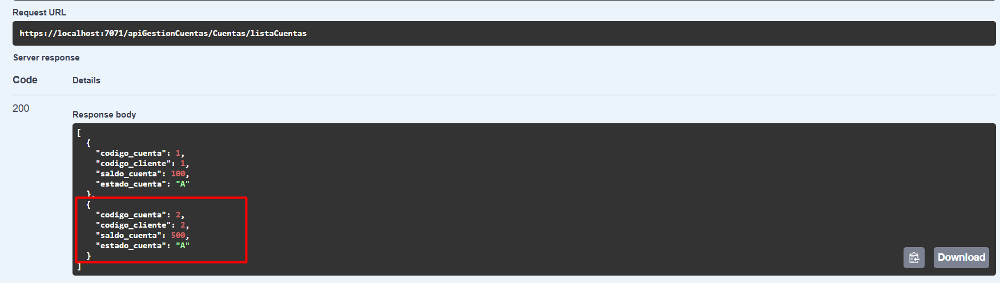 Request URL
https://localhost:7071/apiGestionCuentas/Cuentas/listaCuentas
Server response
Code Details
200
Response body
[
{
"codigo_cuenta": 1,
"codigo_cliente": 1,
"saldo_cuenta": 100,
"estado_cuenta": "A"
},
{
"codigo_cuenta": 2,
"codigo_cliente": 2,
"saldo_cuenta": 500,
"estado_cuenta": "A"
}
]
Download